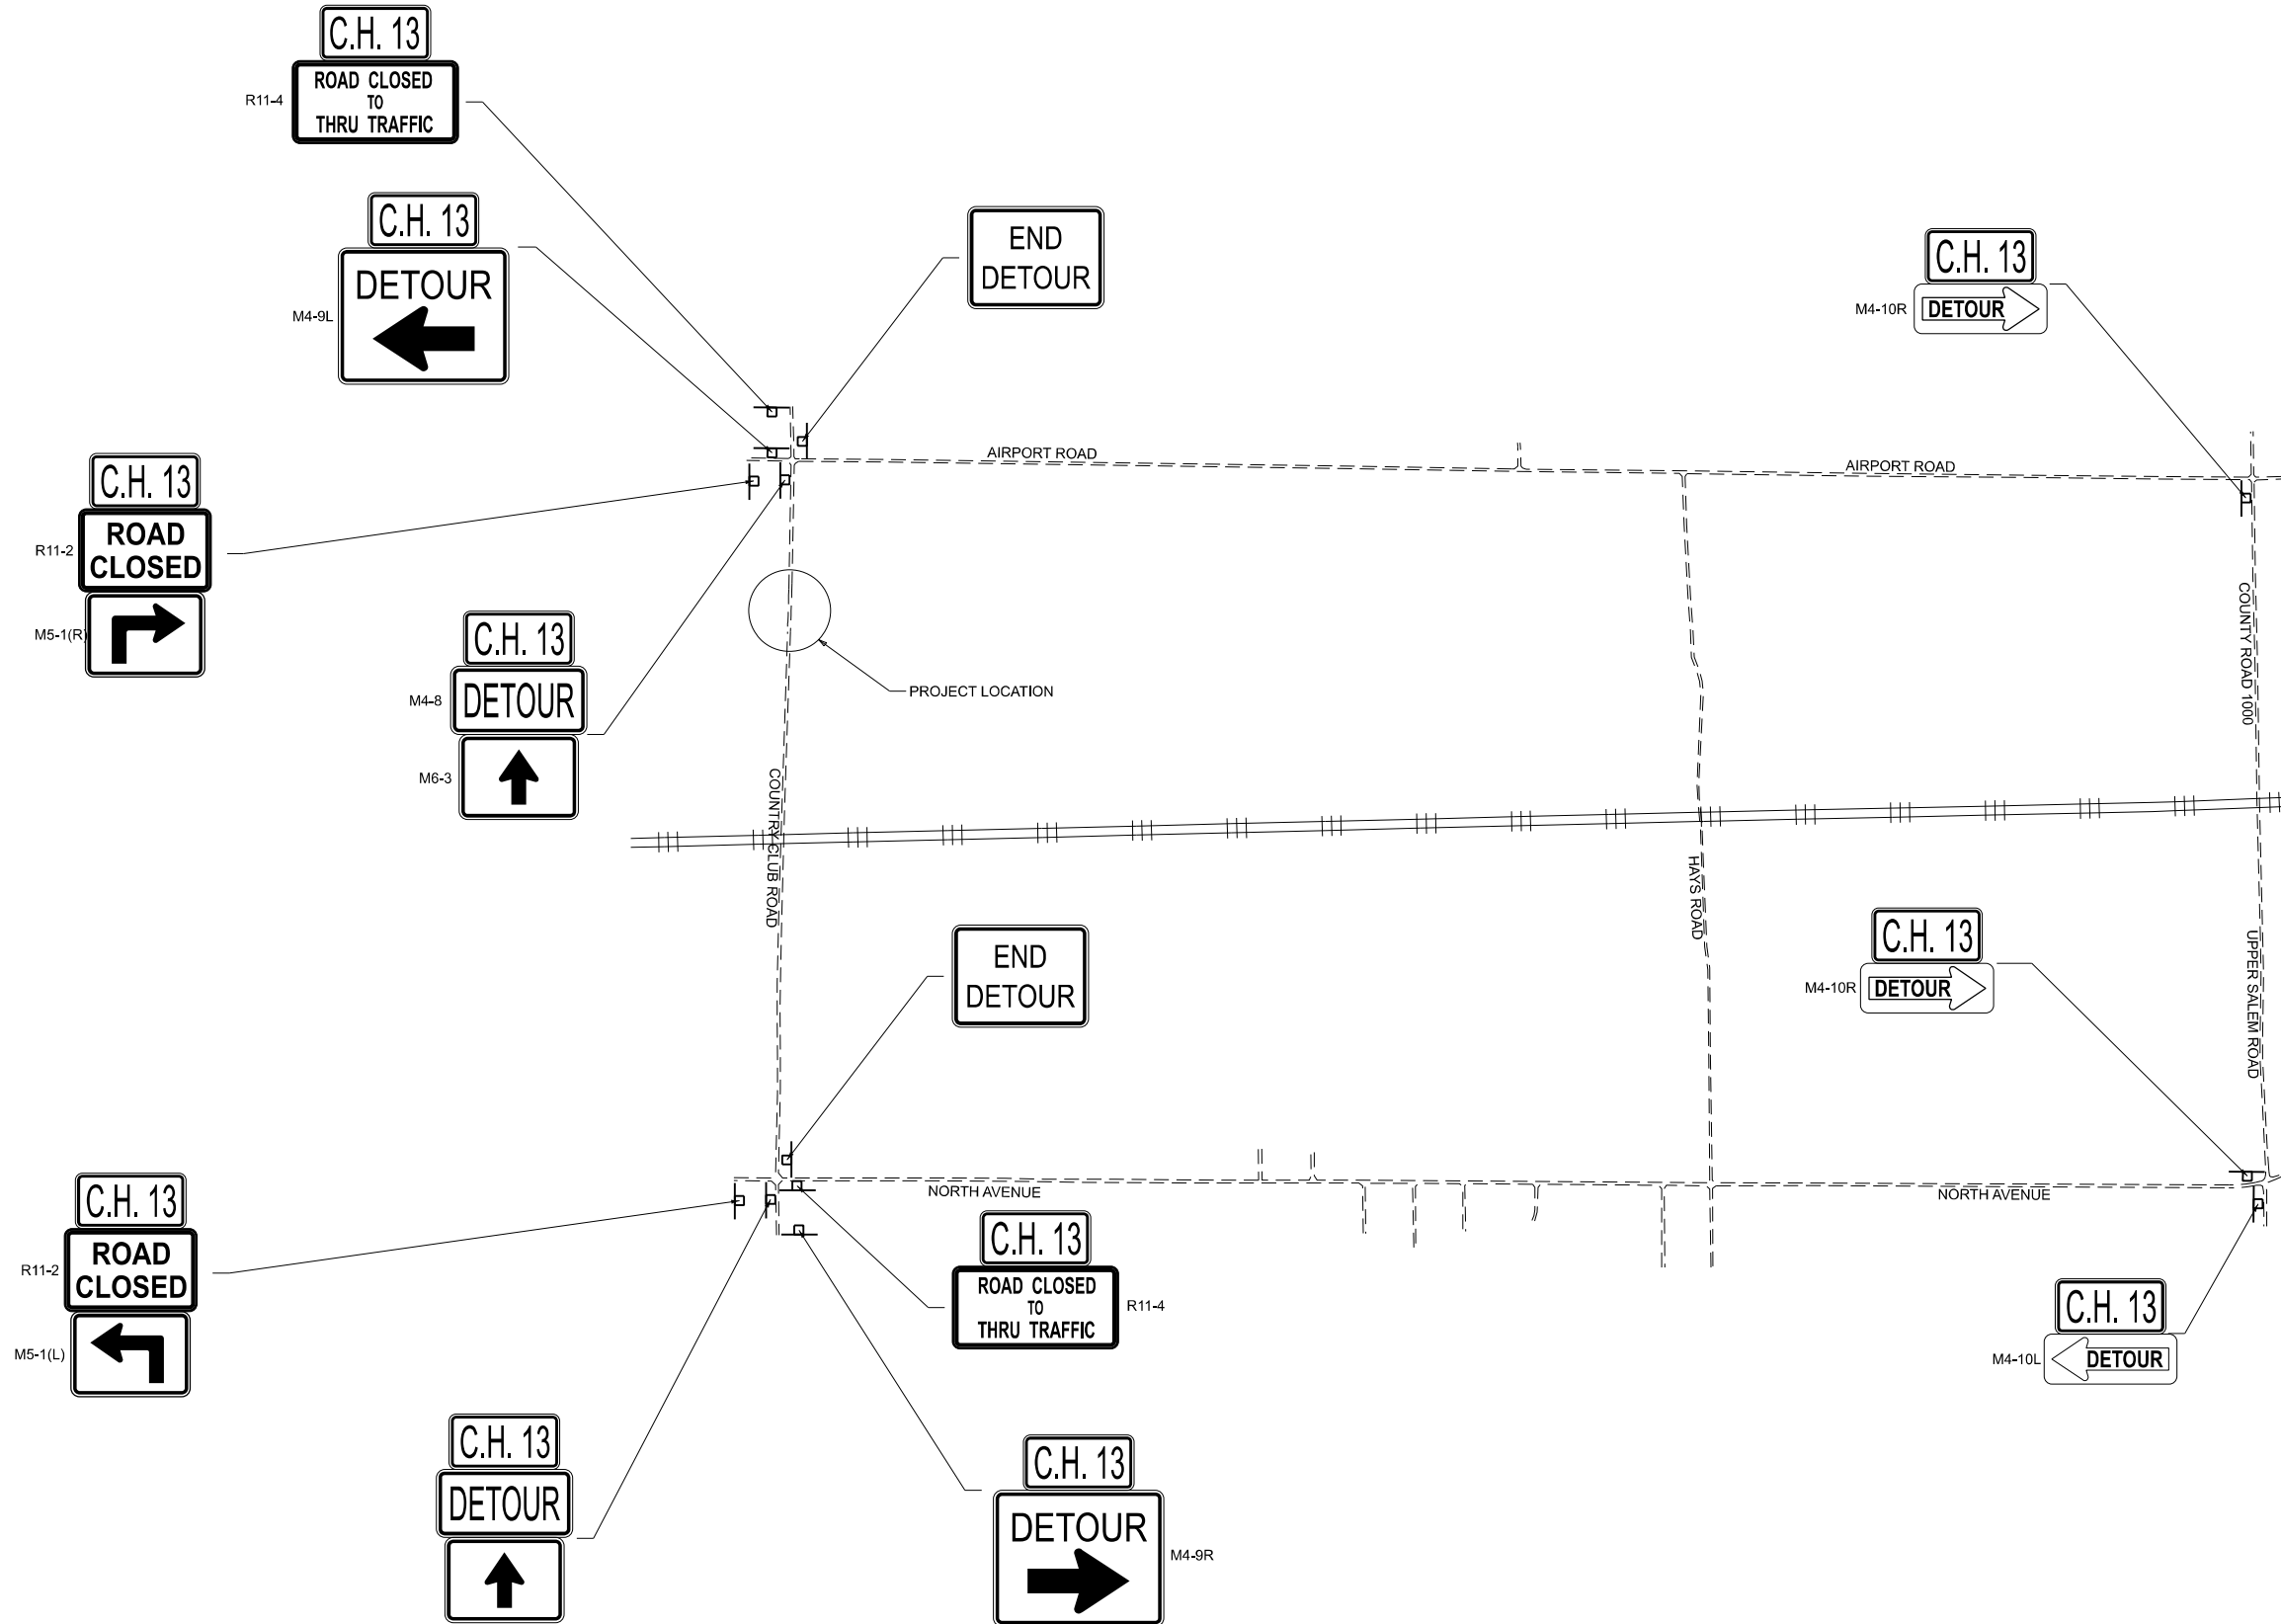 C.H. 13
R11-4
ROAD CLOSED
TO
THRU TRAFFIC
C.H. 13
M4-9L
DETOUR
END
DETOUR
C.H. 13
M4-10R
DETOUR
AIRPORT ROAD
AIRPORT ROAD
C.H. 13
R11-2
ROAD
CLOSED
M5-1(R)
C.H. 13
M4-8
DETOUR
M6-3
PROJECT LOCATION
COUNTY ROAD 1000
COUNTRY CLUB ROAD
HAYS ROAD
UPPER SALEM ROAD
END
DETOUR
C.H. 13
M4-10R
DETOUR
NORTH AVENUE
NORTH AVENUE
C.H. 13
R11-2
ROAD
CLOSED
M5-1(L)
C.H. 13
ROAD CLOSED
TO
THRU TRAFFIC
R11-4
C.H. 13
M4-10L
DETOUR
C.H. 13
DETOUR
C.H. 13
DETOUR
M4-9R